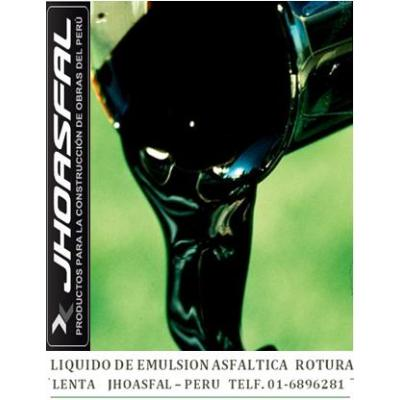 JHOASFAL
PRODUCTOS PARA LA CONSTRUCCIÓN DE OBRAS DEL PERÚ
LIQUIDO DE EMULSION ASFALTICA ROTURA
LENTA JHOASFAL – PERU TELF. 01-6896281